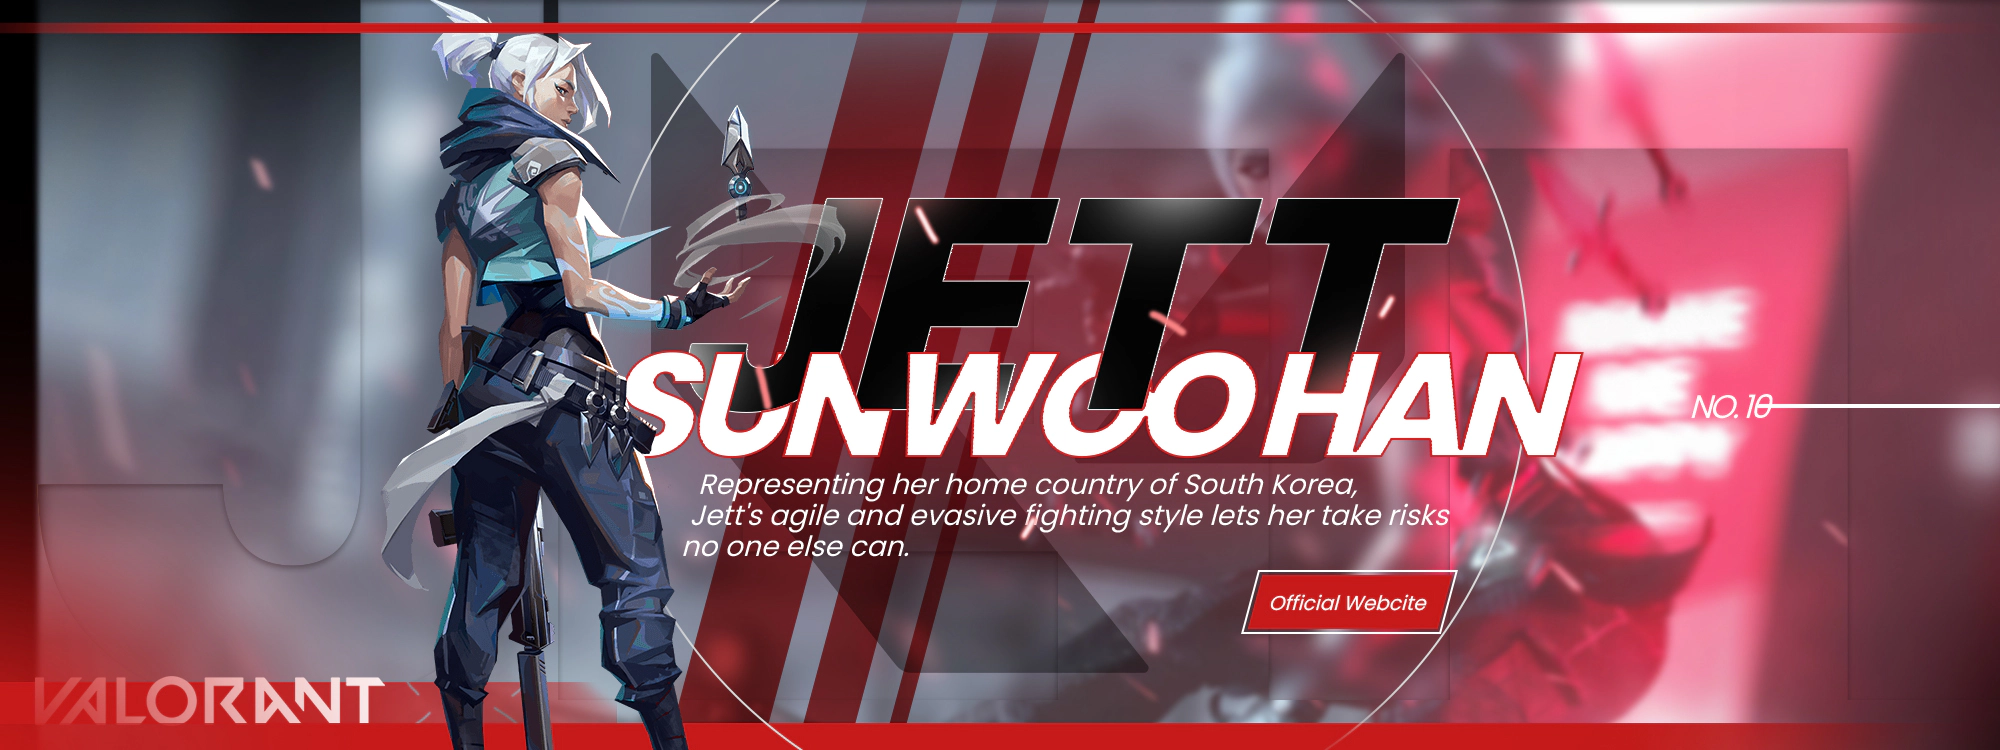 JETT
SUNWOO HAN
NO. 10
Representing her home country of South Korea,
Jett's agile and evasive fighting style lets her take risks
no one else can.
Official Webcite
VALORANT